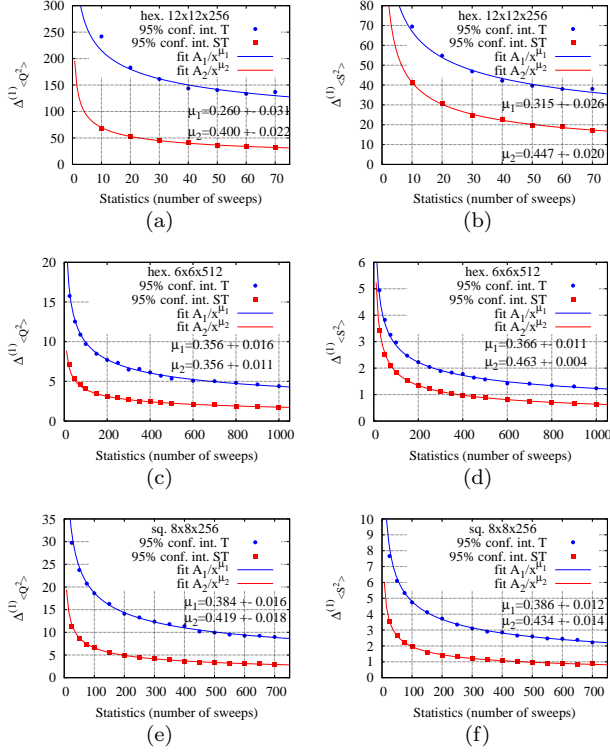 hex. 12x12x256
95% conf. int. T
95% conf. int. ST
fit A₁/x^μ₁
fit A₂/x^μ₂
μ₁=0.260 +- 0.031
μ₂=0.400 +- 0.022
Δ⁽¹⁾<Q²>
300
250
200
150
100
50
0
0 10 20 30 40 50 60 70
Statistics (number of sweeps)
(a)
hex. 12x12x256
95% conf. int. T
95% conf. int. ST
fit A₁/x^μ₁
fit A₂/x^μ₂
μ₁=0.315 +- 0.026
μ₂=0.447 +- 0.020
Δ⁽¹⁾<S²>
80
70
60
50
40
30
20
10
0
0 10 20 30 40 50 60 70
Statistics (number of sweeps)
(b)
hex. 6x6x512
95% conf. int. T
95% conf. int. ST
fit A₁/x^μ₁
fit A₂/x^μ₂
μ₁=0.356 +- 0.016
μ₂=0.356 +- 0.011
Δ⁽¹⁾<Q²>
20
15
10
5
0
0 200 400 600 800 1000
Statistics (number of sweeps)
(c)
hex. 6x6x512
95% conf. int. T
95% conf. int. ST
fit A₁/x^μ₁
fit A₂/x^μ₂
μ₁=0.366 +- 0.011
μ₂=0.463 +- 0.004
Δ⁽¹⁾<S²>
6
5
4
3
2
1
0
0 200 400 600 800 1000
Statistics (number of sweeps)
(d)
sq. 8x8x256
95% conf. int. T
95% conf. int. ST
fit A₁/x^μ₁
fit A₂/x^μ₂
μ₁=0.384 +- 0.016
μ₂=0.419 +- 0.018
Δ⁽¹⁾<Q²>
35
30
25
20
15
10
5
0
0 100 200 300 400 500 600 700
Statistics (number of sweeps)
(e)
sq. 8x8x256
95% conf. int. T
95% conf. int. ST
fit A₁/x^μ₁
fit A₂/x^μ₂
μ₁=0.386 +- 0.012
μ₂=0.434 +- 0.014
Δ⁽¹⁾<S²>
10
9
8
7
6
5
4
3
2
1
0
0 100 200 300 400 500 600 700
Statistics (number of sweeps)
(f)